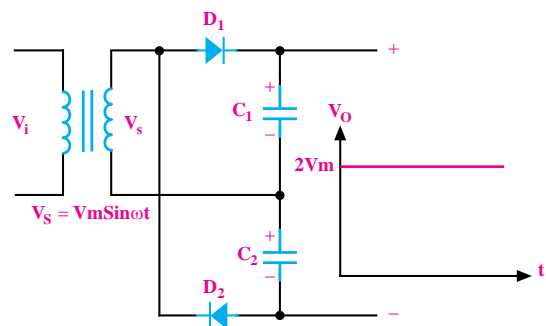 D1
+
+
C1
−
Vi
Vs
VO
2Vm
VS = VmSinωt
+
C2
−
t
D2
−